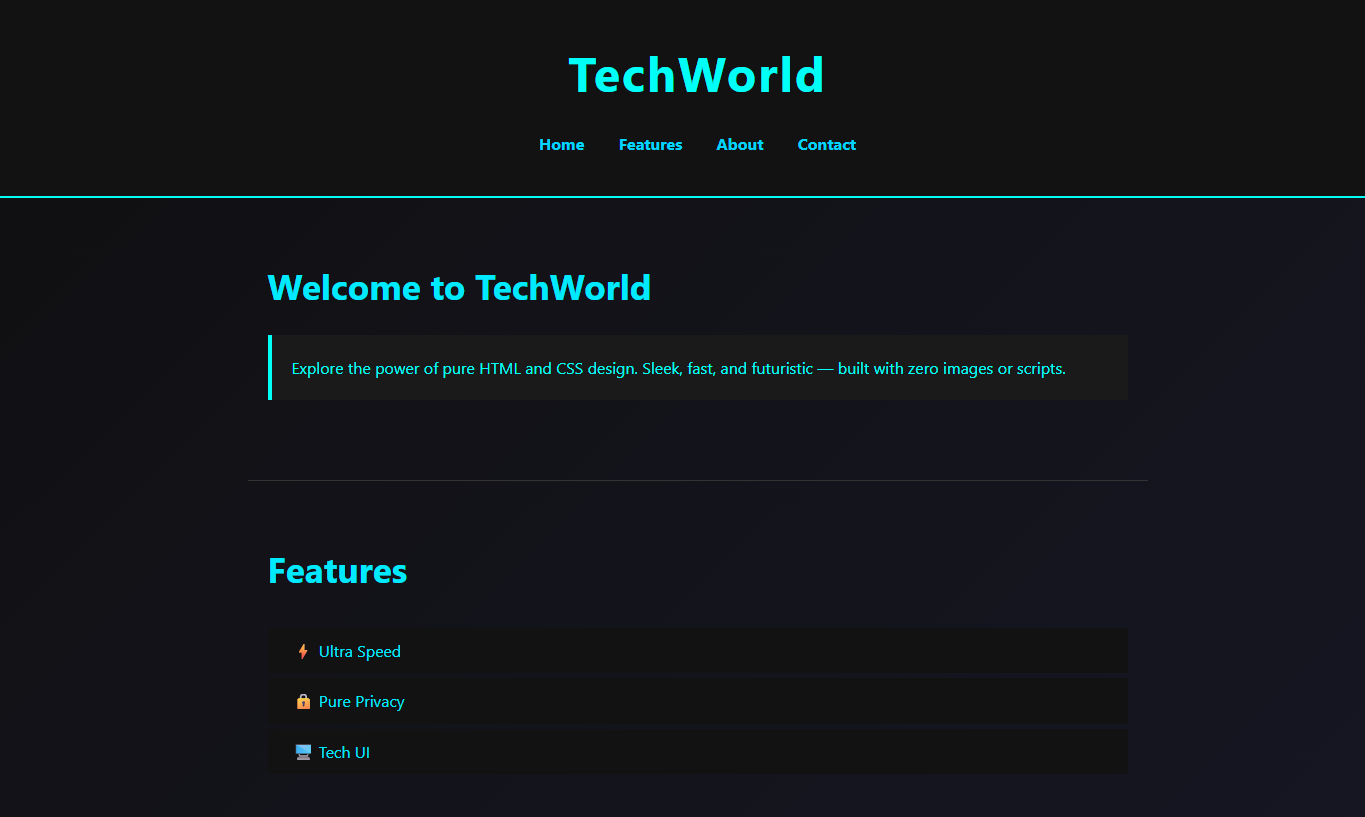 TechWorld
Home Features About Contact
Welcome to TechWorld
Explore the power of pure HTML and CSS design. Sleek, fast, and futuristic — built with zero images or scripts.
Features
⚡ Ultra Speed
🔒 Pure Privacy
🖥️ Tech UI